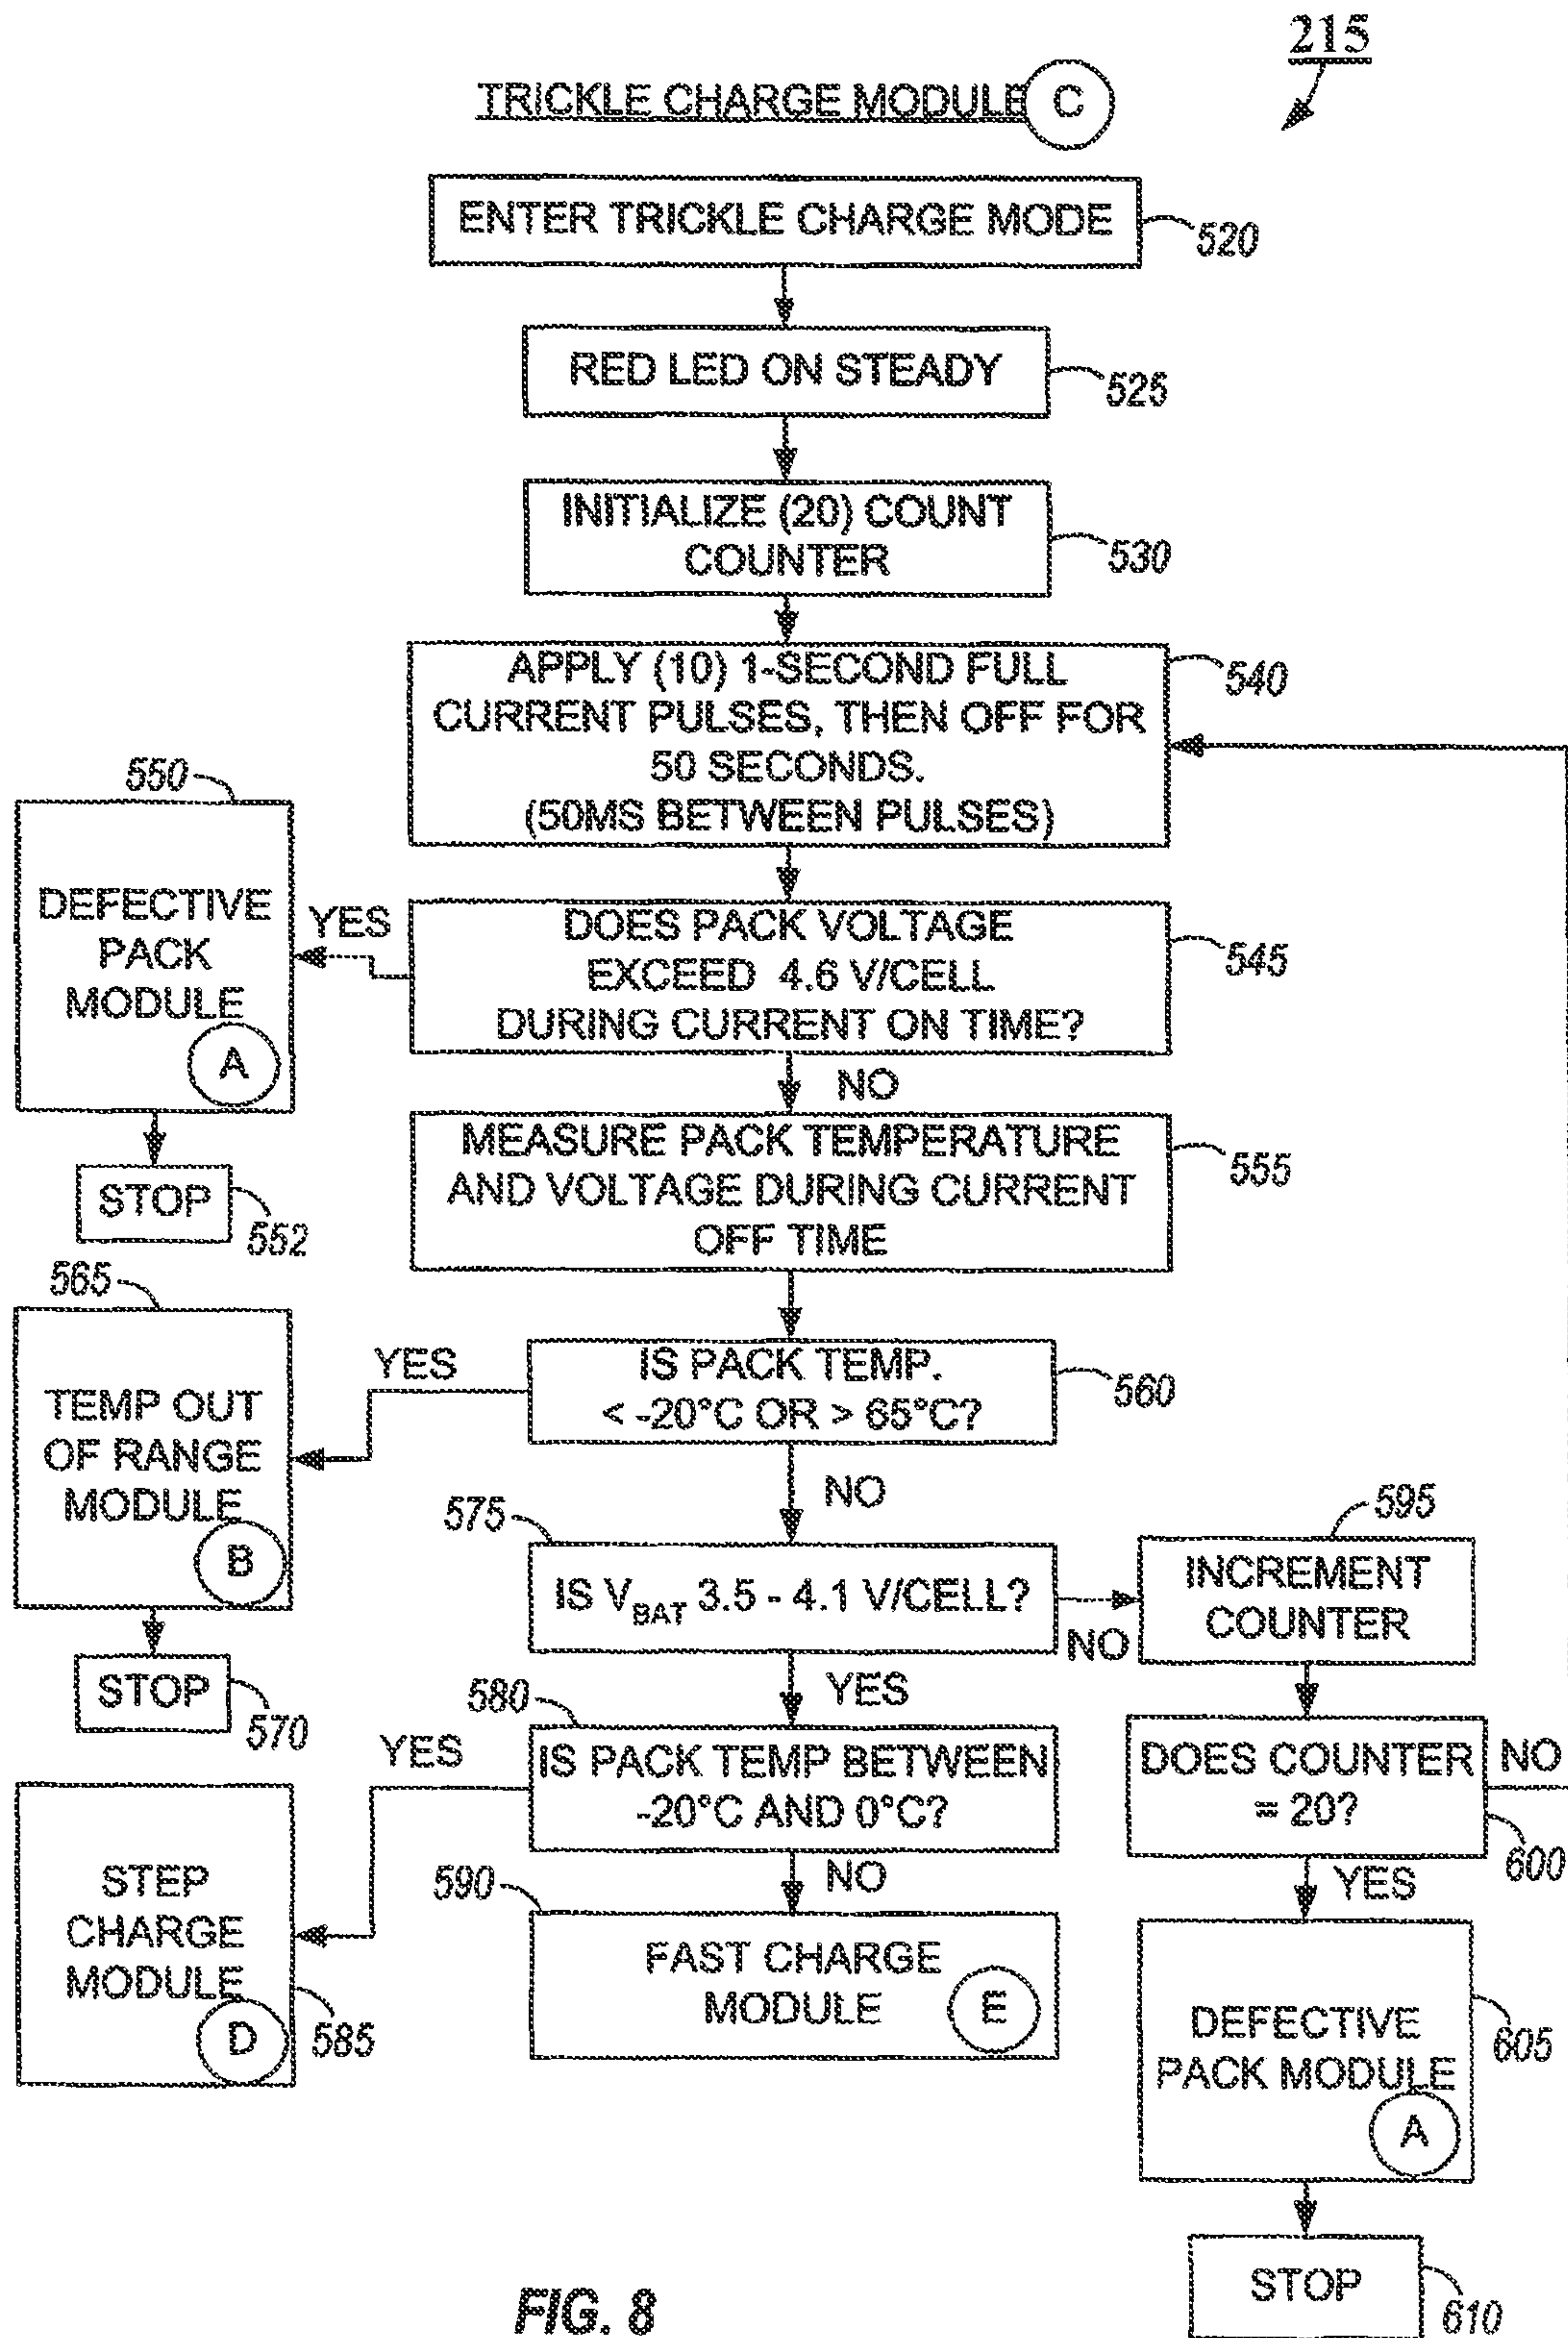 215
TRICKLE CHARGE MODULE C
ENTER TRICKLE CHARGE MODE
520
RED LED ON STEADY
525
INITIALIZE (20) COUNT
COUNTER
530
APPLY (10) 1-SECOND FULL
CURRENT PULSES, THEN OFF FOR
50 SECONDS.
(50MS BETWEEN PULSES)
540
550
DEFECTIVE
PACK
MODULE
A
YES
DOES PACK VOLTAGE
EXCEED 4.6 V/CELL
DURING CURRENT ON TIME?
545
NO
STOP
552
MEASURE PACK TEMPERATURE
AND VOLTAGE DURING CURRENT
OFF TIME
555
565
TEMP OUT
OF RANGE
MODULE
B
YES
IS PACK TEMP.
< -20°C OR > 65°C?
560
NO
STOP
570
575
IS VBAT 3.5 - 4.1 V/CELL?
NO
595
INCREMENT
COUNTER
YES
580
YES
IS PACK TEMP BETWEEN
-20°C AND 0°C?
DOES COUNTER
= 20?
NO
600
STEP
CHARGE
MODULE
D
585
NO
590
FAST CHARGE
MODULE
E
YES
DEFECTIVE
PACK MODULE
A
605
STOP
610
FIG. 8